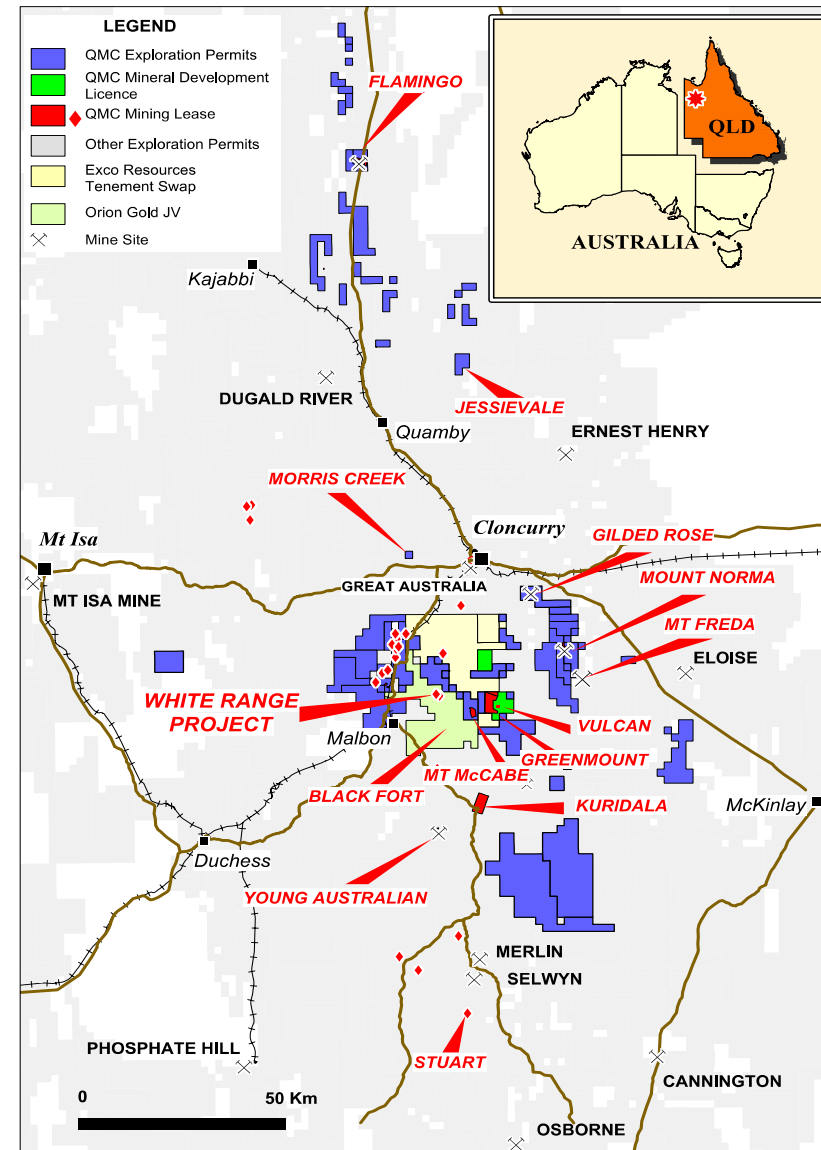 LEGEND
QMC Exploration Permits
QMC Mineral Development
Licence
QMC Mining Lease
Other Exploration Permits
Exco Resources
Tenement Swap
Orion Gold JV
Mine Site
QLD
AUSTRALIA
FLAMINGO
Kajabbi
DUGALD RIVER
JESSIEVALE
Quamby
ERNEST HENRY
MORRIS CREEK
Cloncurry
Mt Isa
GILDED ROSE
GREAT AUSTRALIA
MOUNT NORMA
MT ISA MINE
MT FREDA
ELOISE
WHITE RANGE
PROJECT
Malbon
VULCAN
GREENMOUNT
MT McCABE
BLACK FORT
KURIDALA
McKinlay
Duchess
YOUNG AUSTRALIAN
MERLIN
SELWYN
PHOSPHATE HILL
STUART
CANNINGTON
0 50 Km
OSBORNE